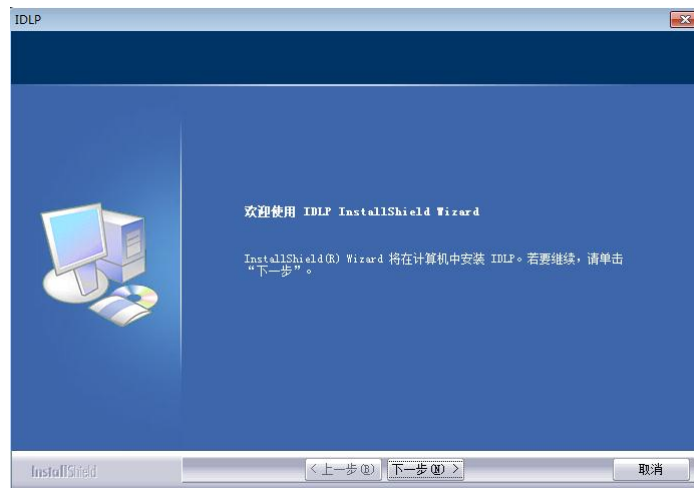 IDLP
欢迎使用 IDLP InstallShield Wizard
InstallShield(R) Wizard 将在计算机中安装 IDLP。若要继续，请单击
“下一步”。
InstallShield
< 上一步(B) 下一步(N) > 取消